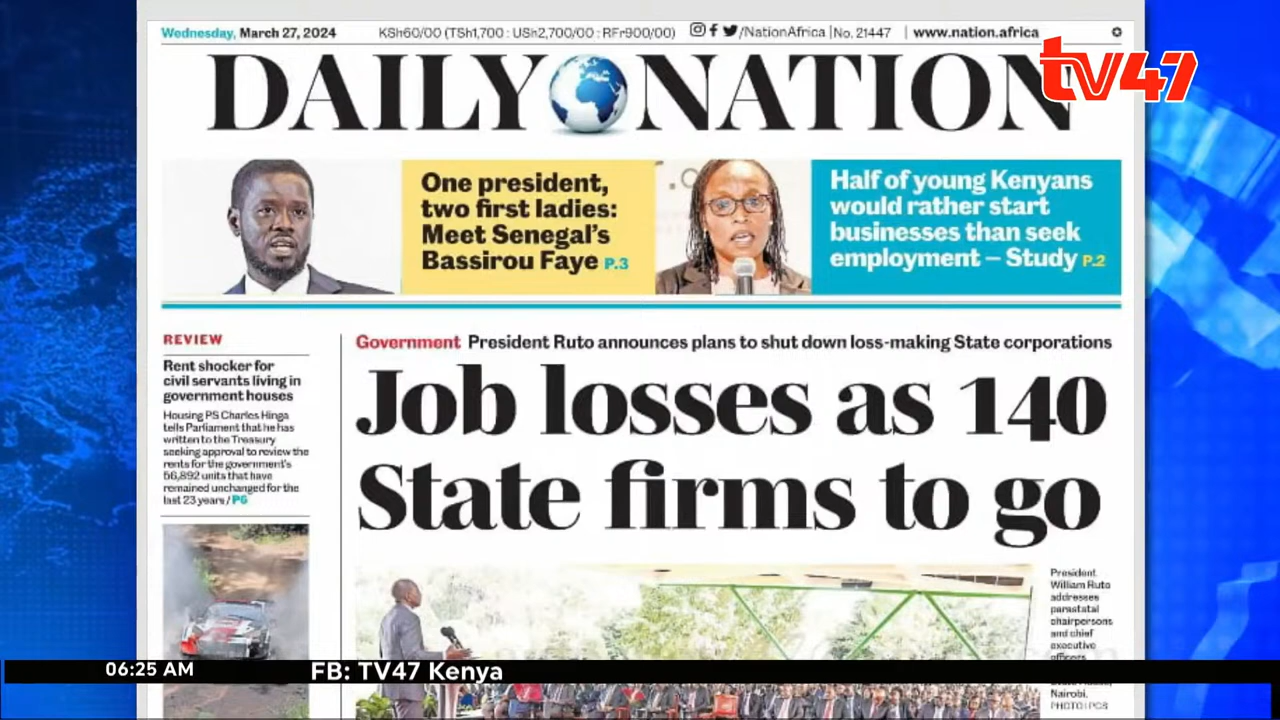 Wednesday, March 27, 2024
KSh60/00 (TSh1,700 : USh2,700/00 : RFr900/00)
/NationAfrica | No. 21447
www.nation.africa
DAILY NATION
tv47
One president,
two first ladies:
Meet Senegal's
Bassirou Faye P.3
Half of young Kenyans
would rather start
businesses than seek
employment – Study P.2
REVIEW
Rent shocker for
civil servants living in
government houses
Housing PS Charles Hinga
tells Parliament that he has
written to the Treasury
seeking approval to review the
rents for the government's
56,892 units that have
remained unchanged for the
last 23 years / P6
Government President Ruto announces plans to shut down loss-making State corporations
Job losses as 140
State firms to go
President
William Ruto
addresses
parastatal
chairpersons
and chief
executive
officers
Nairobi.
PHOTO | PCS
06:25 AM
FB: TV47 Kenya